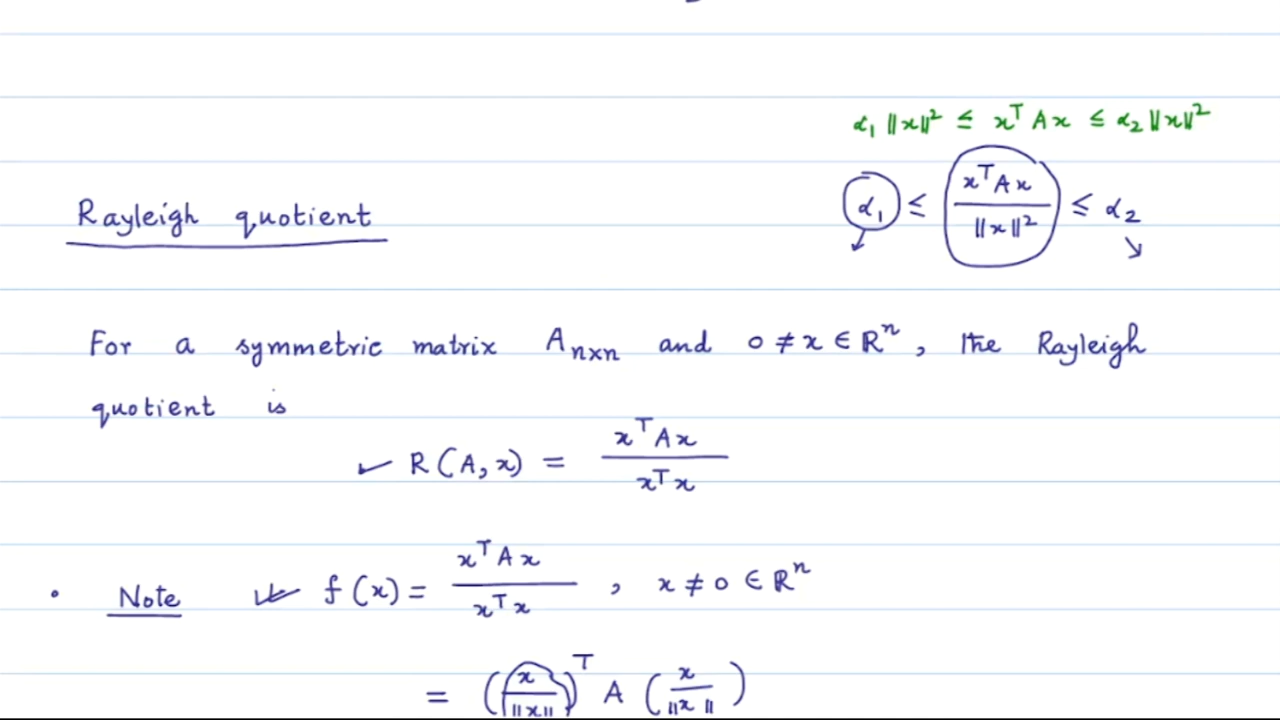 α₁ ‖x‖² ≤ xᵀAx ≤ α₂‖x‖²
α₁ ≤ xᵀAx / ‖x‖² ≤ α₂
Rayleigh quotient
For a symmetric matrix Aₙₓₙ and 0 ≠ x ∈ ℝⁿ, the Rayleigh
quotient is
R(A,x) = xᵀAx / xᵀx
• Note f(x) = xᵀAx / xᵀx , x ≠ 0 ∈ ℝⁿ
= (x/‖x‖)ᵀ A (x/‖x‖)